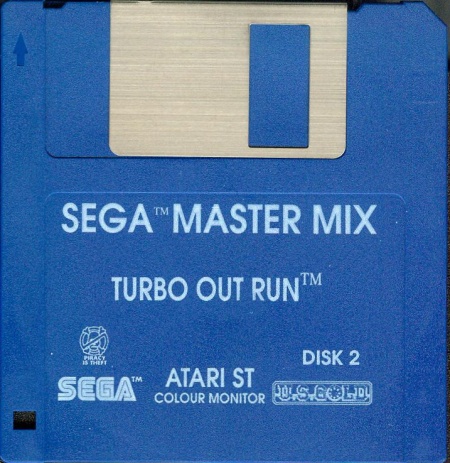 SEGA™ MASTER MIX
TURBO OUT RUN™
PIRACY
IS THEFT
DISK 2
SEGA™
ATARI ST
COLOUR MONITOR
U.S. GOLD